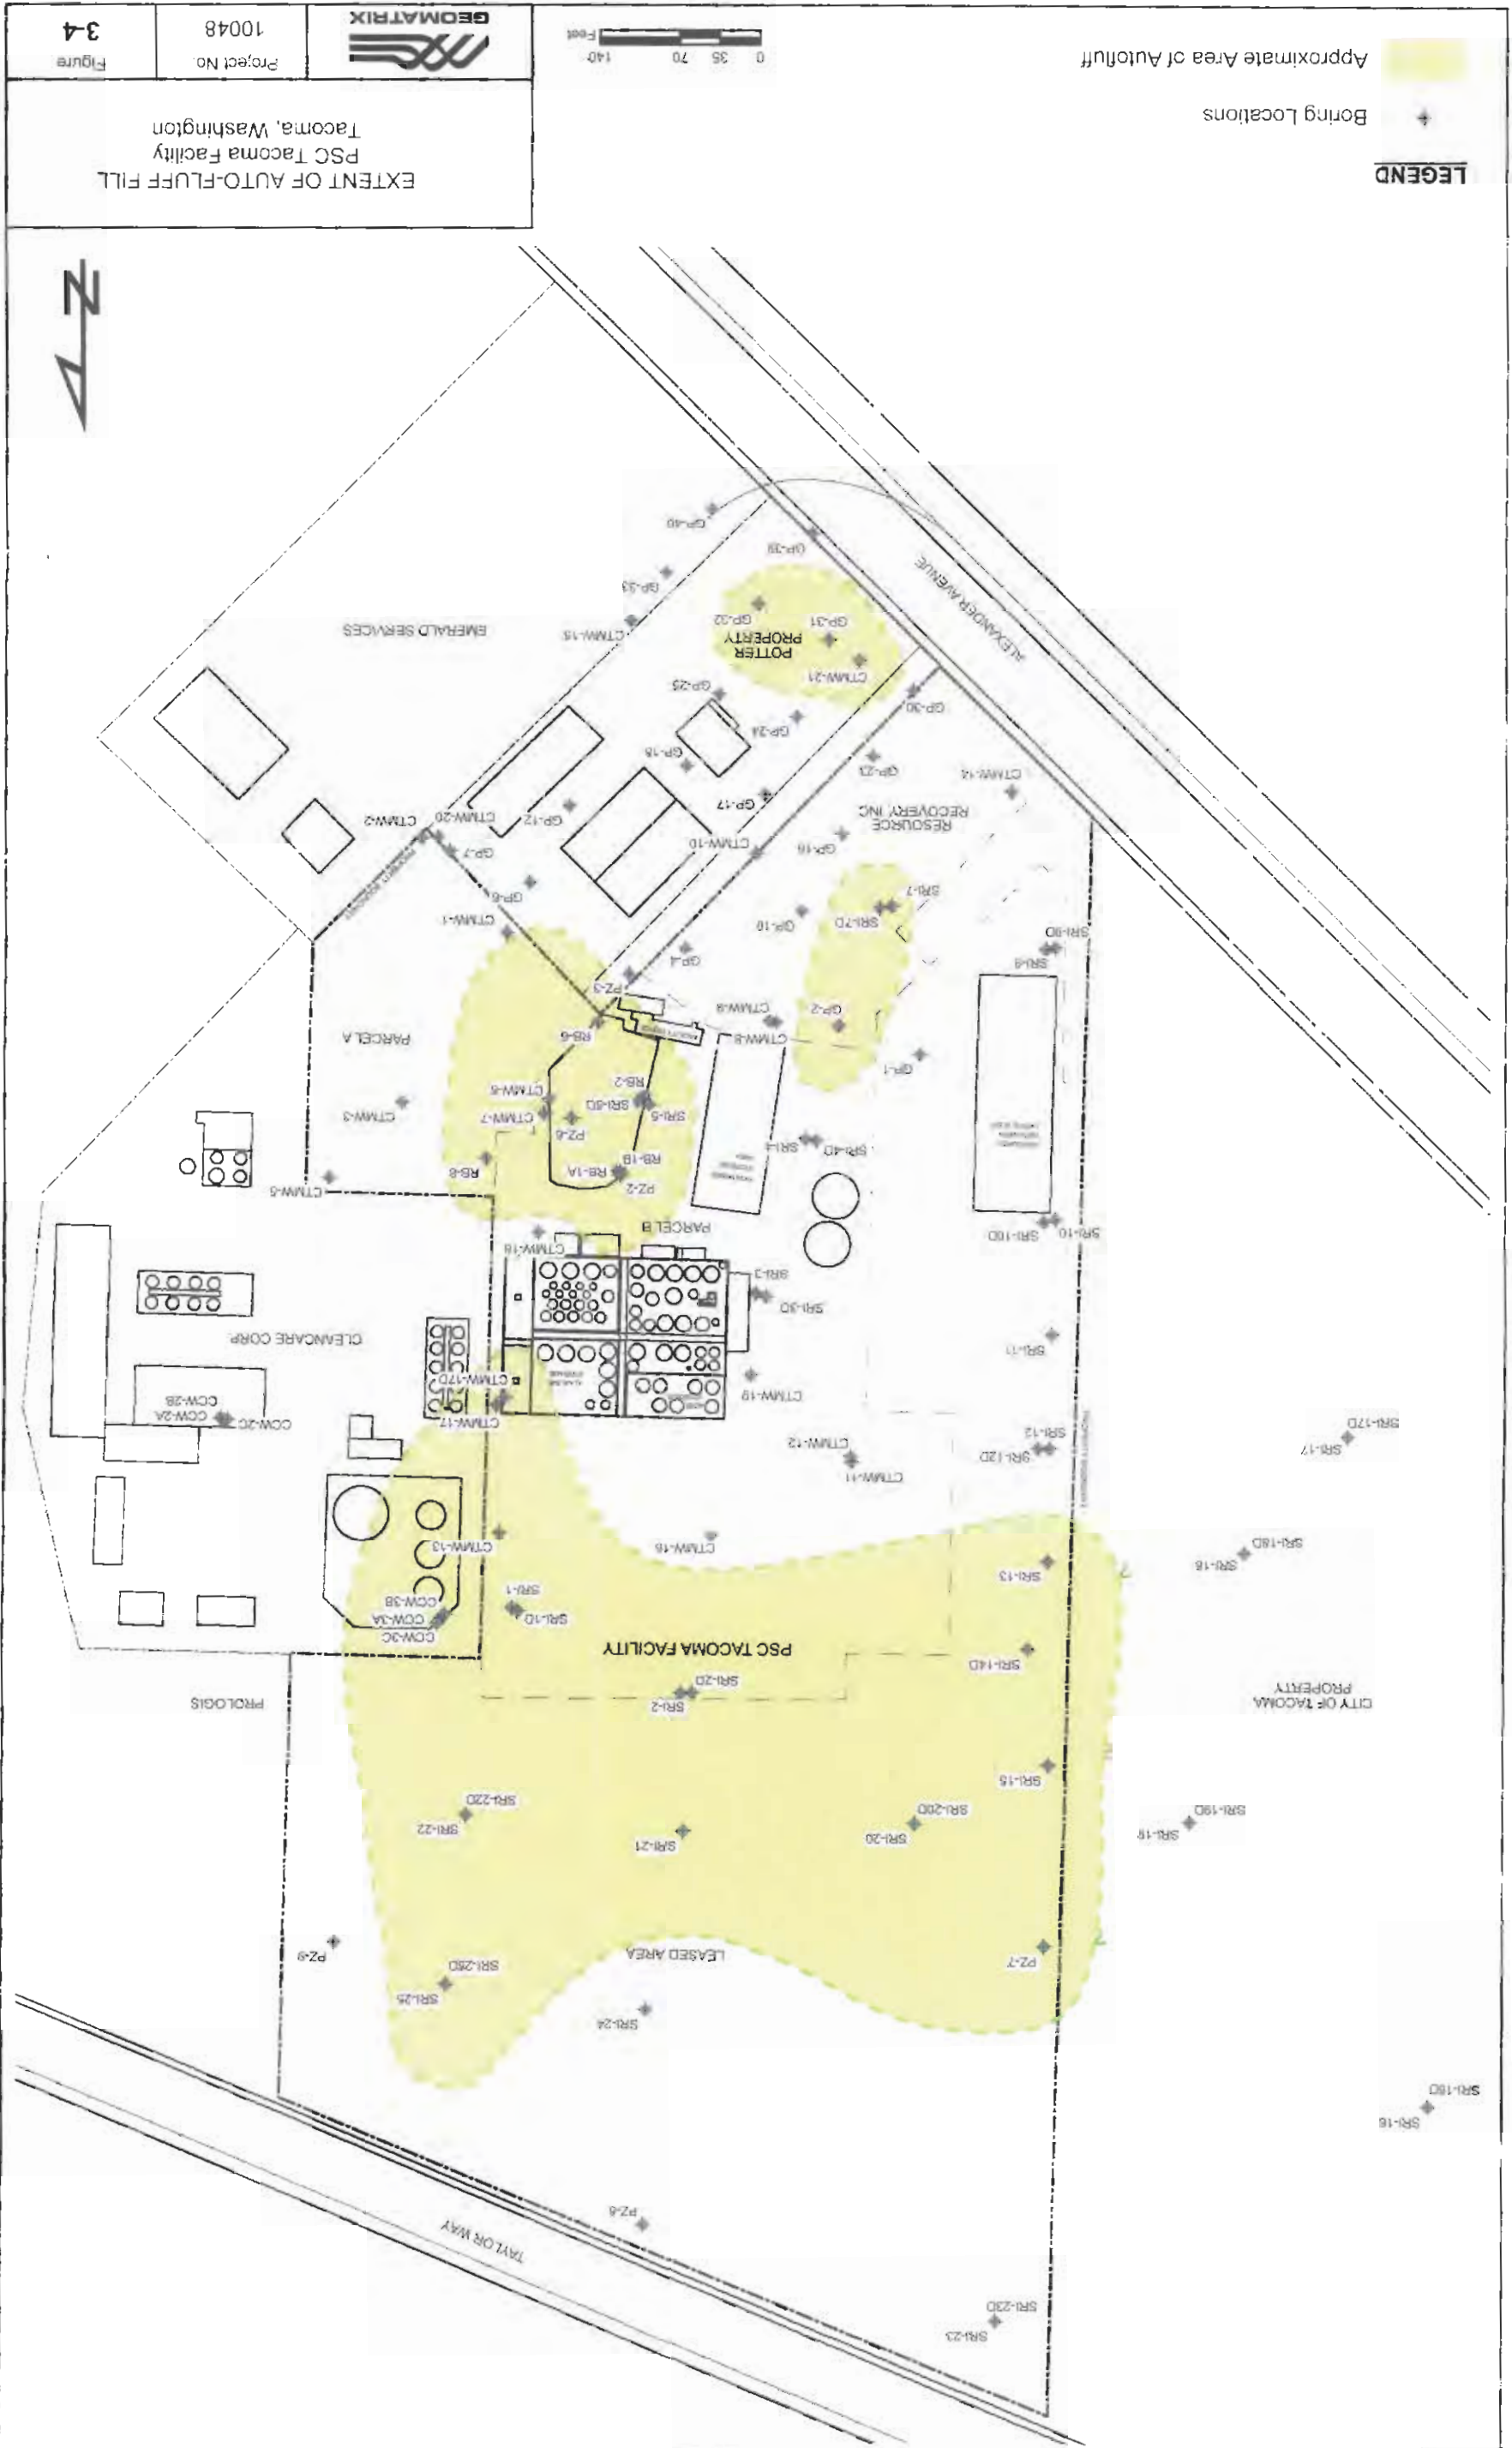 TAYLOR WAY
SRI-23
SRI-23D
PZ-8
SRI-16
SRI-16D
SRI-24
SRI-25
SRI-25D
PZ-9
PZ-7
LEASED AREA
SRI-19
SRI-19D
SRI-20
SRI-20D
SRI-21
SRI-22
SRI-22D
SRI-15
CITY OF TACOMA
PROPERTY
SRI-2
SRI-2D
PROLOGIS
SRI-14D
PSC TACOMA FACILITY
SRI-1D
SRI-1
CCW-3C
CCW-3A
CCW-3B
SRI-13
SRI-18
SRI-18D
CTMW-16
CTMW-13
SRI-17
SRI-17D
SRI-12D
SRI-12
PROPERTY BOUNDARY
CTMW-11
CTMW-12
CTMW-17
CTMW-17D
CCW-2C
CCW-2A
CCW-2B
CTMW-19
CLEANCARE CORP
SRI-11
SRI-3D
SRI-3
SRI-10
SRI-10D
CTMW-18
PARCEL B
CTMW-5
PZ-2
RB-1A
RB-1B
RB-8
SRI-4D
SRI-4
PZ-6
CTMW-7
CTMW-6
SRI-5
SRI-5D
RB-2
CTMW-3
GP-1
PARCEL A
RB-6
CTMW-8
CTMW-9
GP-2
PZ-3
SRI-9
SRI-9D
GP-4
GP-10
SRI-7D
SRI-7
CTMW-1
GP-6
GP-7
PROPERTY BOUNDARY
CTMW-2
CTMW-20
GP-12
CTMW-10
GP-16
RESOURCE
RECOVERY INC
GP-17
CTMW-14
GP-23
GP-18
GP-24
GP-25
GP-30
CTMW-21
POTTER
PROPERTY
GP-31
GP-32
CTMW-15
EMERALD SERVICES
GP-33
ALEXANDER AVENUE
GP-39
GP-40
N
LEGEND
Boring Locations
Approximate Area of Autofluff
0 35 70 140
Feet
EXTENT OF AUTO-FLUFF FILL
PSC Tacoma Facility
Tacoma, Washington
GEOMATRIX
Project No.
10048
Figure
3-4